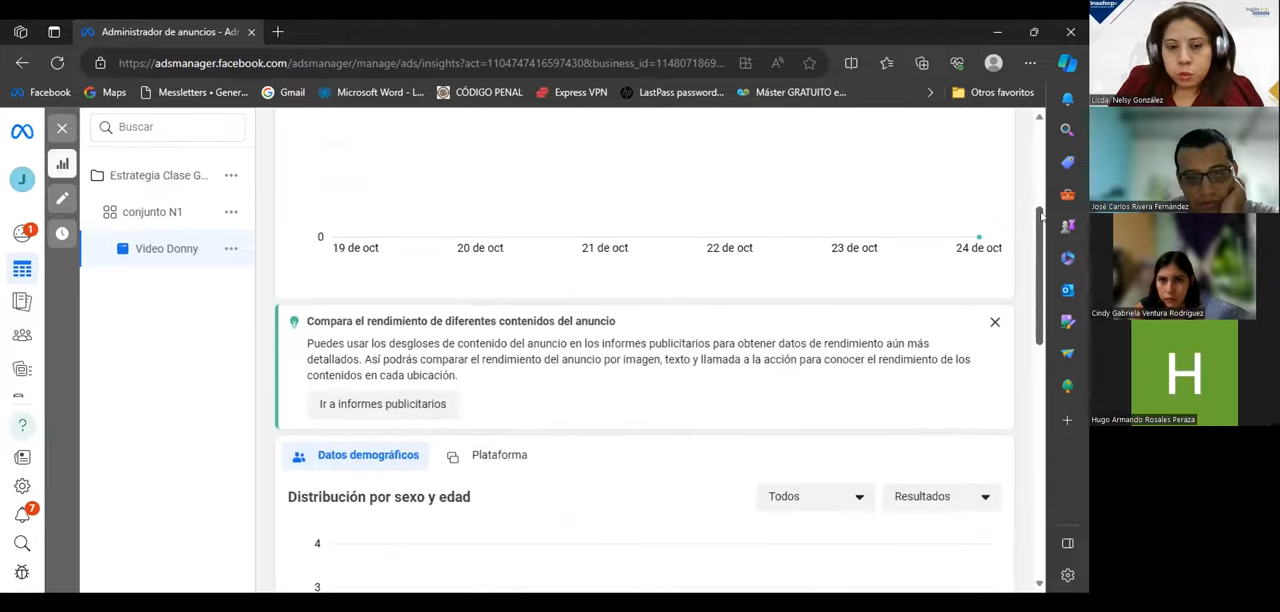 Administrador de anuncios - Adr
https://adsmanager.facebook.com/adsmanager/manage/ads/insights?act=1104747416597430&business_id=1148071869...
Facebook
Maps
Messletters • Gener...
Gmail
Microsoft Word - L...
CÓDIGO PENAL
Express VPN
LastPass password...
Máster GRATUITO e...
Otros favoritos
Buscar
J
Estrategia Clase G...
conjunto N1
Video Donny
1
7
0
19 de oct
20 de oct
21 de oct
22 de oct
23 de oct
24 de oct
Compara el rendimiento de diferentes contenidos del anuncio
Puedes usar los desgloses de contenido del anuncio en los informes publicitarios para obtener datos de rendimiento aún más
detallados. Así podrás comparar el rendimiento del anuncio por imagen, texto y llamada a la acción para conocer el rendimiento de los
contenidos en cada ubicación.
Ir a informes publicitarios
Datos demográficos
Plataforma
Distribución por sexo y edad
Todos
Resultados
4
3
Insaforp
Licda. Nelsy González
José Carlos Rivera Fernández
Cindy Gabriela Ventura Rodríguez
H
Hugo Armando Rosales Peraza